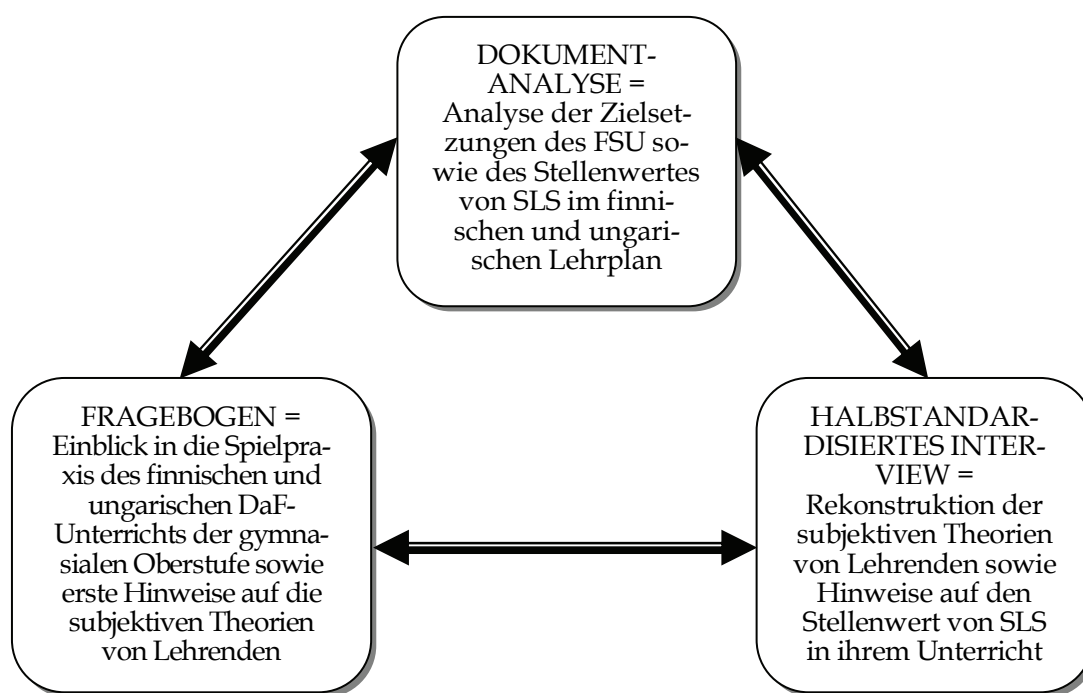 DOKUMENT-
ANALYSE =
Analyse der Zielset-
zungen des FSU so-
wie des Stellenwertes
von SLS im finni-
schen und ungari-
schen Lehrplan
FRAGEBOGEN =
Einblick in die Spielpra-
xis des finnischen und
ungarischen DaF-
Unterrichts der gymna-
sialen Oberstufe sowie
erste Hinweise auf die
subjektiven Theorien
von Lehrenden
HALBSTANDAR-
DISIERTES INTER-
VIEW =
Rekonstruktion der
subjektiven Theorien
von Lehrenden sowie
Hinweise auf den
Stellenwert von SLS
in ihrem Unterricht